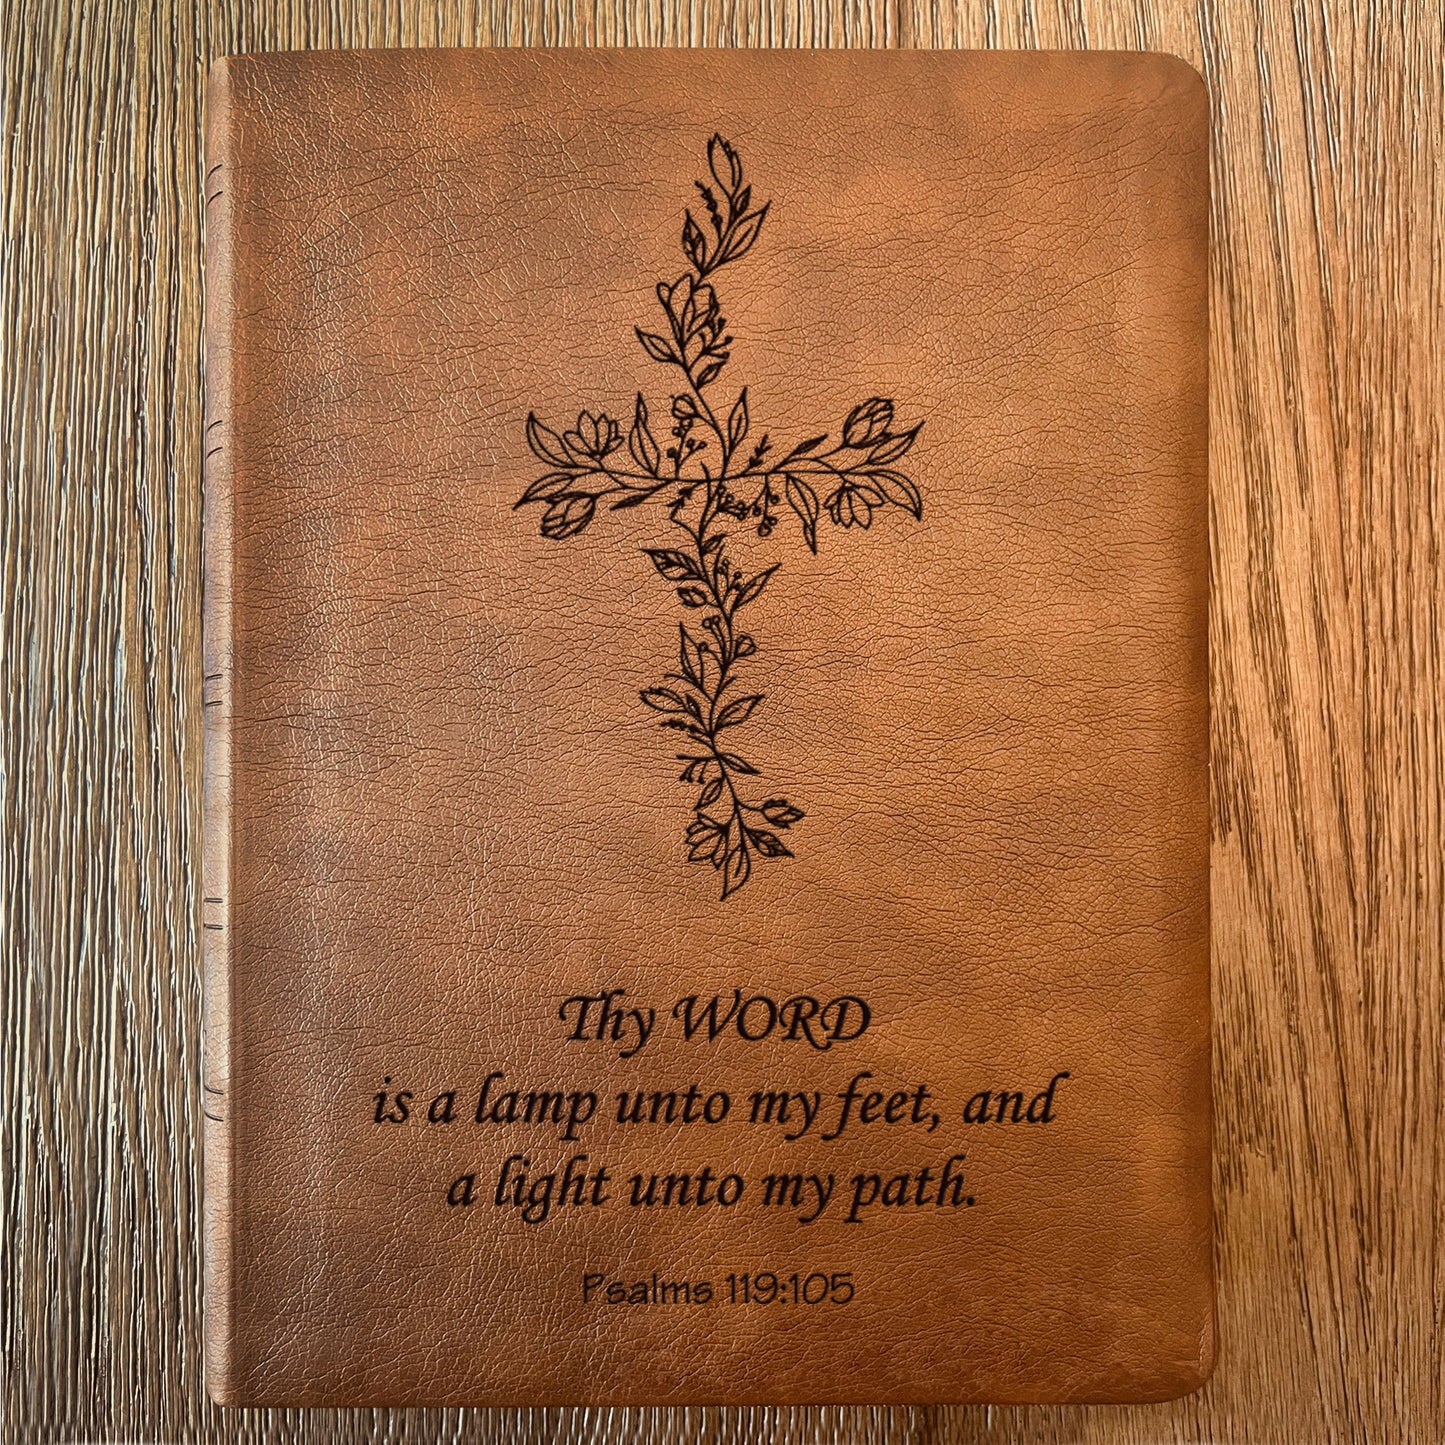 Thy WORD
is a lamp unto my feet, and
a light unto my path.
Psalms 119:105